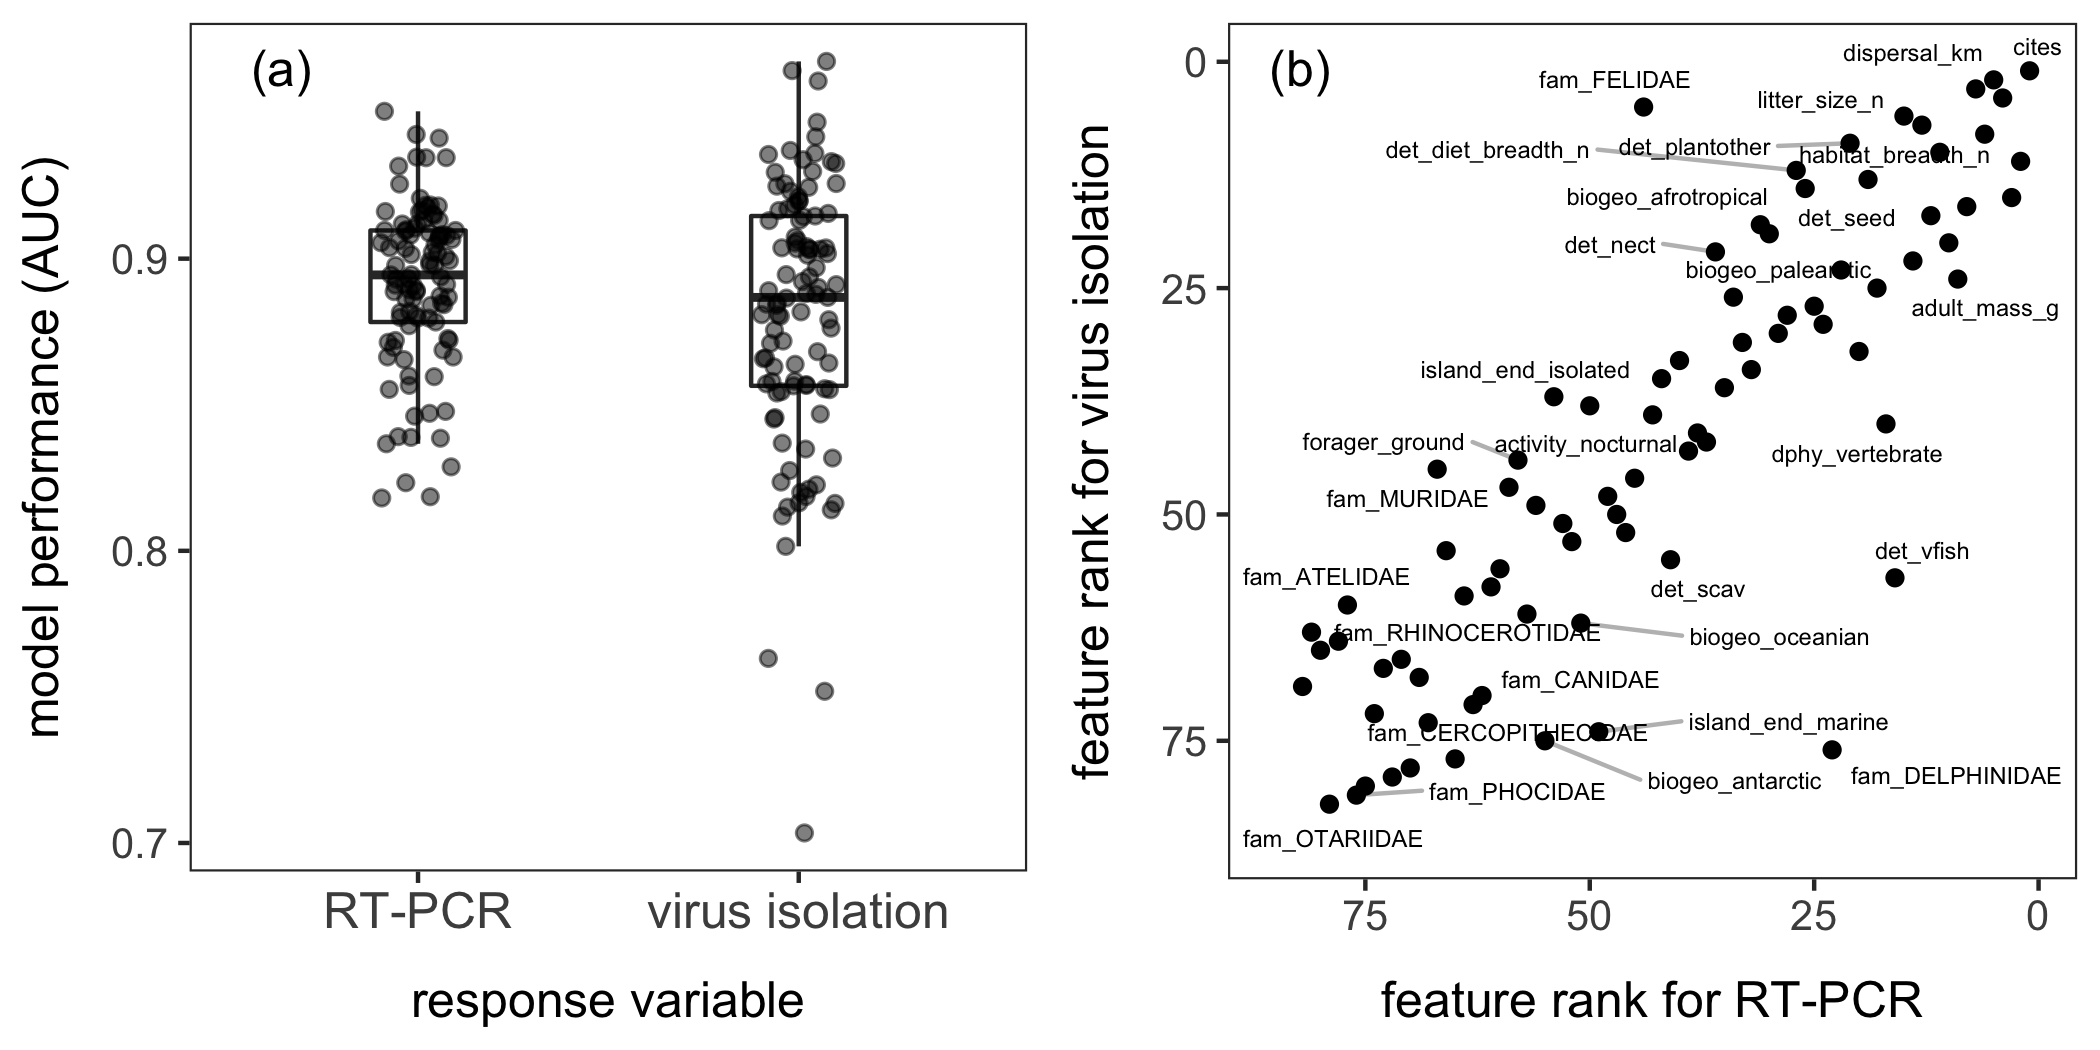 (a)
model performance (AUC)
0.9
0.8
0.7
RT-PCR
virus isolation
response variable
(b)
feature rank for virus isolation
0
25
50
75
cites
dispersal_km
fam_FELIDAE
litter_size_n
det_plantother
det_diet_breadth_n
habitat_breadth_n
biogeo_afrotropical
det_seed
det_nect
biogeo_palearctic
adult_mass_g
island_end_isolated
forager_ground
activity_nocturnal
dphy_vertebrate
fam_MURIDAE
det_vfish
fam_ATELIDAE
det_scav
fam_RHINOCEROTIDAE
biogeo_oceanian
fam_CANIDAE
island_end_marine
fam_CERCOPITHECIDAE
fam_DELPHINIDAE
biogeo_antarctic
fam_PHOCIDAE
fam_OTARIIDAE
75
50
25
0
feature rank for RT-PCR